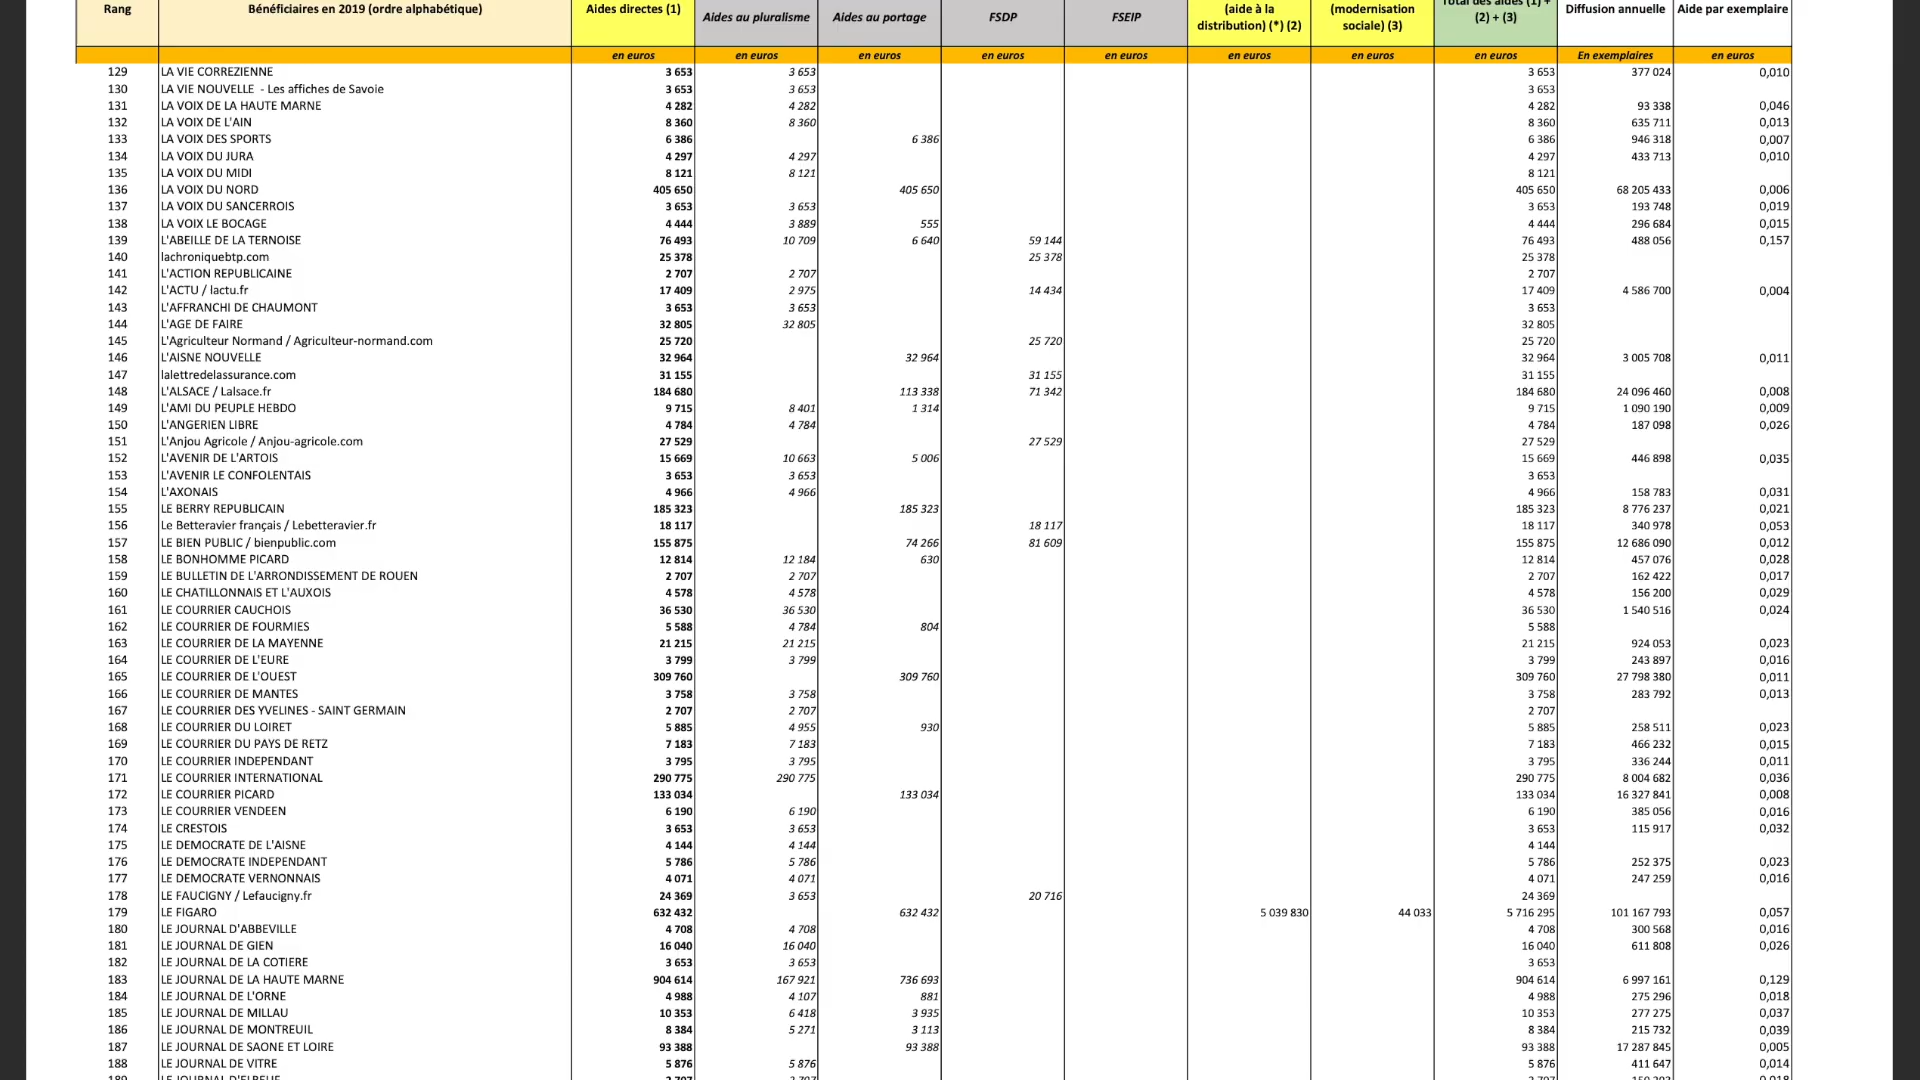 Rang Bénéficiaires en 2019 (ordre alphabétique) Aides directes (1) Aides au pluralisme Aides au portage FSDP FSEIP (aide à la distribution) (*) (2) (modernisation sociale) (3) Total des aides (1) + (2) + (3) Diffusion annuelle Aide par exemplaire
en euros en euros en euros en euros en euros en euros en euros en euros En exemplaires en euros
129 LA VIE CORREZIENNE 3 653 3 653 3 653 377 024 0,010
130 LA VIE NOUVELLE - Les affiches de Savoie 3 653 3 653 3 653
131 LA VOIX DE LA HAUTE MARNE 4 282 4 282 4 282 93 338 0,046
132 LA VOIX DE L'AIN 8 360 8 360 8 360 635 711 0,013
133 LA VOIX DES SPORTS 6 386 6 386 6 386 946 318 0,007
134 LA VOIX DU JURA 4 297 4 297 4 297 433 713 0,010
135 LA VOIX DU MIDI 8 121 8 121 8 121
136 LA VOIX DU NORD 405 650 405 650 405 650 68 205 433 0,006
137 LA VOIX DU SANCERROIS 3 653 3 653 3 653 193 748 0,019
138 LA VOIX LE BOCAGE 4 444 3 889 555 4 444 296 684 0,015
139 L'ABEILLE DE LA TERNOISE 76 493 10 709 6 640 59 144 76 493 488 056 0,157
140 lachroniquebtp.com 25 378 25 378 25 378
141 L'ACTION REPUBLICAINE 2 707 2 707 2 707
142 L'ACTU / lactu.fr 17 409 2 975 14 434 17 409 4 586 700 0,004
143 L'AFFRANCHI DE CHAUMONT 3 653 3 653 3 653
144 L'AGE DE FAIRE 32 805 32 805 32 805
145 L'Agriculteur Normand / Agriculteur-normand.com 25 720 25 720 25 720
146 L'AISNE NOUVELLE 32 964 32 964 32 964 3 005 708 0,011
147 lalettredelassurance.com 31 155 31 155 31 155
148 L'ALSACE / Lalsace.fr 184 680 113 338 71 342 184 680 24 096 460 0,008
149 L'AMI DU PEUPLE HEBDO 9 715 8 401 1 314 9 715 1 090 190 0,009
150 L'ANGERIEN LIBRE 4 784 4 784 4 784 187 098 0,026
151 L'Anjou Agricole / Anjou-agricole.com 27 529 27 529 27 529
152 L'AVENIR DE L'ARTOIS 15 669 10 663 5 006 15 669 446 898 0,035
153 L'AVENIR LE CONFOLENTAIS 3 653 3 653 3 653
154 L'AXONAIS 4 966 4 966 4 966 158 783 0,031
155 LE BERRY REPUBLICAIN 185 323 185 323 185 323 8 776 237 0,021
156 Le Betteravier français / Lebetteravier.fr 18 117 18 117 18 117 340 978 0,053
157 LE BIEN PUBLIC / bienpublic.com 155 875 74 266 81 609 155 875 12 686 090 0,012
158 LE BONHOMME PICARD 12 814 12 184 630 12 814 457 076 0,028
159 LE BULLETIN DE L'ARRONDISSEMENT DE ROUEN 2 707 2 707 2 707 162 422 0,017
160 LE CHATILLONNAIS ET L'AUXOIS 4 578 4 578 4 578 156 200 0,029
161 LE COURRIER CAUCHOIS 36 530 36 530 36 530 1 540 516 0,024
162 LE COURRIER DE FOURMIES 5 588 4 784 804 5 588
163 LE COURRIER DE LA MAYENNE 21 215 21 215 21 215 924 053 0,023
164 LE COURRIER DE L'EURE 3 799 3 799 3 799 243 897 0,016
165 LE COURRIER DE L'OUEST 309 760 309 760 309 760 27 798 380 0,011
166 LE COURRIER DE MANTES 3 758 3 758 3 758 283 792 0,013
167 LE COURRIER DES YVELINES - SAINT GERMAIN 2 707 2 707 2 707
168 LE COURRIER DU LOIRET 5 885 4 955 930 5 885 258 511 0,023
169 LE COURRIER DU PAYS DE RETZ 7 183 7 183 7 183 466 232 0,015
170 LE COURRIER INDEPENDANT 3 795 3 795 3 795 336 244 0,011
171 LE COURRIER INTERNATIONAL 290 775 290 775 290 775 8 004 682 0,036
172 LE COURRIER PICARD 133 034 133 034 133 034 16 327 841 0,008
173 LE COURRIER VENDEEN 6 190 6 190 6 190 385 056 0,016
174 LE CRESTOIS 3 653 3 653 3 653 115 917 0,032
175 LE DEMOCRATE DE L'AISNE 4 144 4 144 4 144
176 LE DEMOCRATE INDEPENDANT 5 786 5 786 5 786 252 375 0,023
177 LE DEMOCRATE VERNONNAIS 4 071 4 071 4 071 247 259 0,016
178 LE FAUCIGNY / Lefaucigny.fr 24 369 3 653 20 716 24 369
179 LE FIGARO 632 432 632 432 5 039 830 44 033 5 716 295 101 167 793 0,057
180 LE JOURNAL D'ABBEVILLE 4 708 4 708 4 708 300 568 0,016
181 LE JOURNAL DE GIEN 16 040 16 040 16 040 611 808 0,026
182 LE JOURNAL DE LA COTIERE 3 653 3 653 3 653
183 LE JOURNAL DE LA HAUTE MARNE 904 614 167 921 736 693 904 614 6 997 161 0,129
184 LE JOURNAL DE L'ORNE 4 988 4 107 881 4 988 275 296 0,018
185 LE JOURNAL DE MILLAU 10 353 6 418 3 935 10 353 277 275 0,037
186 LE JOURNAL DE MONTREUIL 8 384 5 271 3 113 8 384 215 732 0,039
187 LE JOURNAL DE SAONE ET LOIRE 93 388 93 388 93 388 17 287 845 0,005
188 LE JOURNAL DE VITRE 5 876 5 876 5 876 411 647 0,014
189 LE JOURNAL D'ELBEUF 2 707 2 707 2 707 0,018